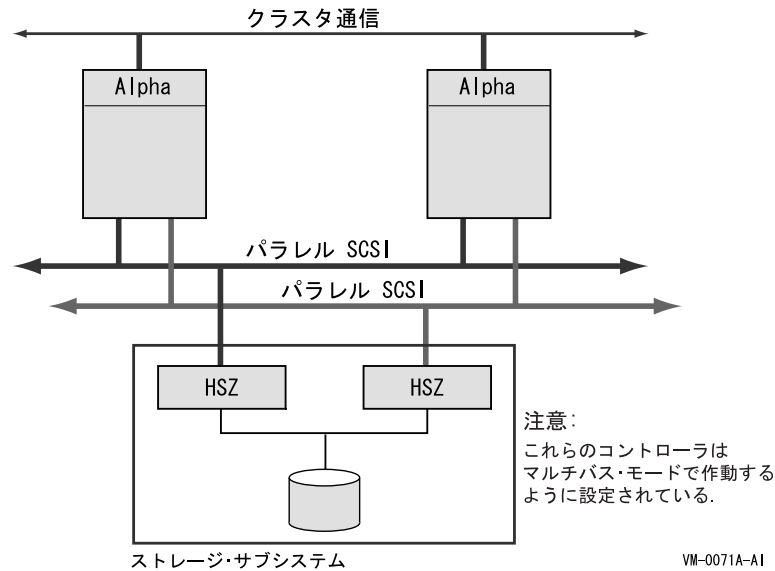 クラスタ通信
Alpha
Alpha
パラレル SCSI
パラレル SCSI
HSZ
HSZ
注意:
これらのコントローラは
マルチバス・モードで作動する
ように設定されている.
ストレージ・サブシステム
VM-0071A-AI